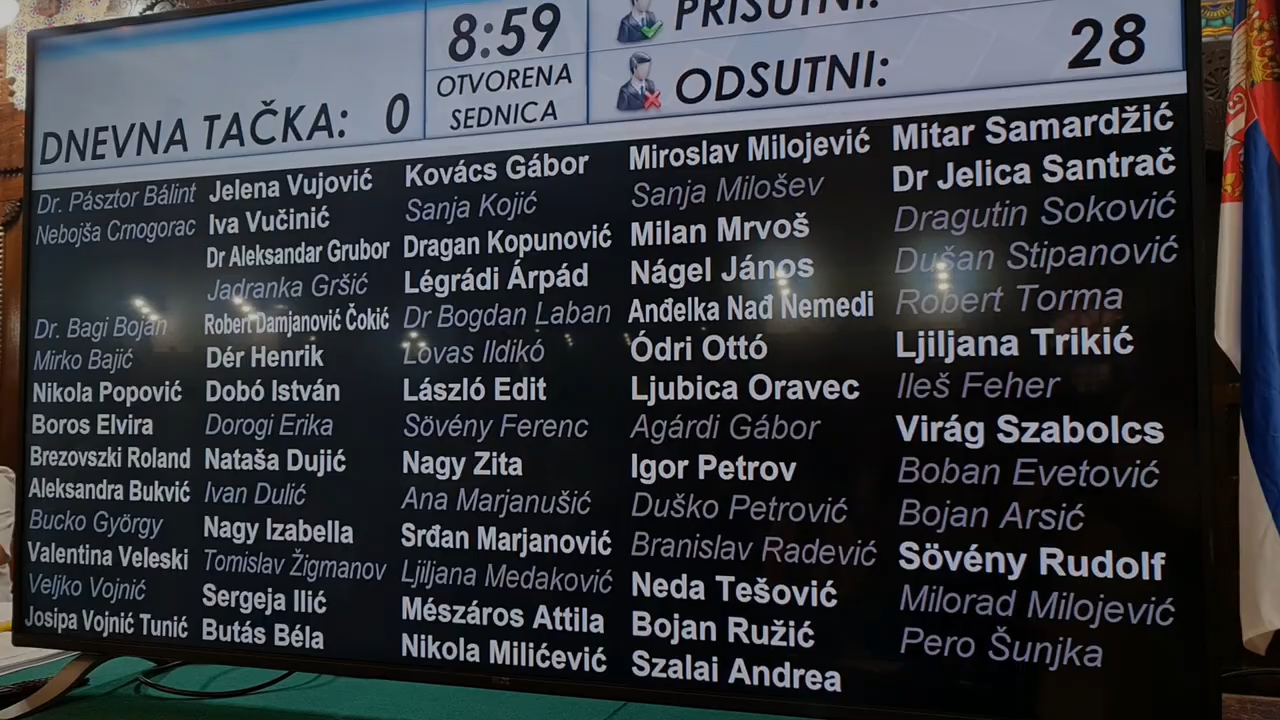 DNEVNA TAČKA: 0
8:59
OTVORENA
SEDNICA
PRISUTNI:
ODSUTNI: 28
Dr. Pásztor Bálint
Nebojša Crnogorac
Dr. Bagi Bojan
Mirko Bajić
Nikola Popović
Boros Elvira
Brezovszki Roland
Aleksandra Bukvić
Bucko György
Valentina Veleski
Veljko Vojnić
Josipa Vojnić Tunić
Jelena Vujović
Iva Vučinić
Dr Aleksandar Grubor
Jadranka Gršić
Robert Damjanović Čokić
Dér Henrik
Dobó István
Dorogi Erika
Nataša Dujić
Ivan Dulić
Nagy Izabella
Tomislav Žigmanov
Sergeja Ilić
Butás Béla
Kovács Gábor
Sanja Kojić
Dragan Kopunović
Légrádi Árpád
Dr Bogdan Laban
Lovas Ildikó
László Edit
Sövény Ferenc
Nagy Zita
Ana Marjanušić
Srđan Marjanović
Ljiljana Medaković
Mészáros Attila
Nikola Milićević
Miroslav Milojević
Sanja Milošev
Milan Mrvoš
Nágel János
Anđelka Nađ Nemedi
Ódri Ottó
Ljubica Oravec
Agárdi Gábor
Igor Petrov
Duško Petrović
Branislav Radević
Neda Tešović
Bojan Ružić
Szalai Andrea
Mitar Samardžić
Dr Jelica Santrač
Dragutin Soković
Dušan Stipanović
Robert Torma
Ljiljana Trikić
Ileš Feher
Virág Szabolcs
Boban Evetović
Bojan Arsić
Sövény Rudolf
Milorad Milojević
Pero Šunjka